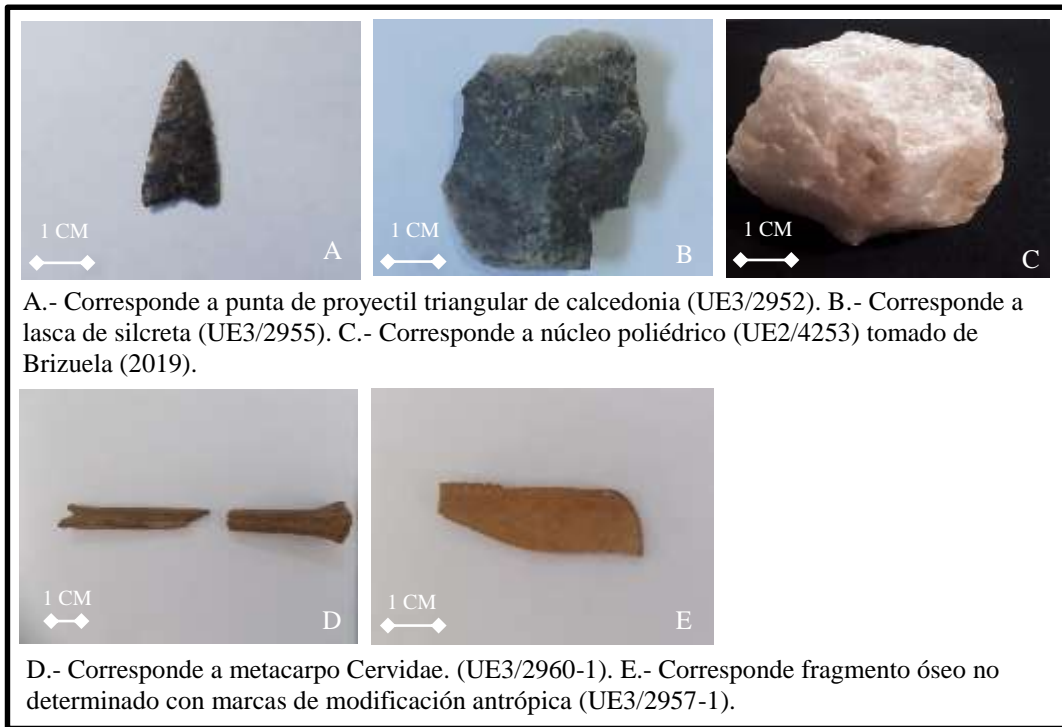 1 CM
A
1 CM
B
1 CM
C
A.- Corresponde a punta de proyectil triangular de calcedonia (UE3/2952). B.- Corresponde a
lasca de silcreta (UE3/2955). C.- Corresponde a núcleo poliédrico (UE2/4253) tomado de
Brizuela (2019).
1 CM
D
1 CM
E
D.- Corresponde a metacarpo Cervidae. (UE3/2960-1). E.- Corresponde fragmento óseo no
determinado con marcas de modificación antrópica (UE3/2957-1).